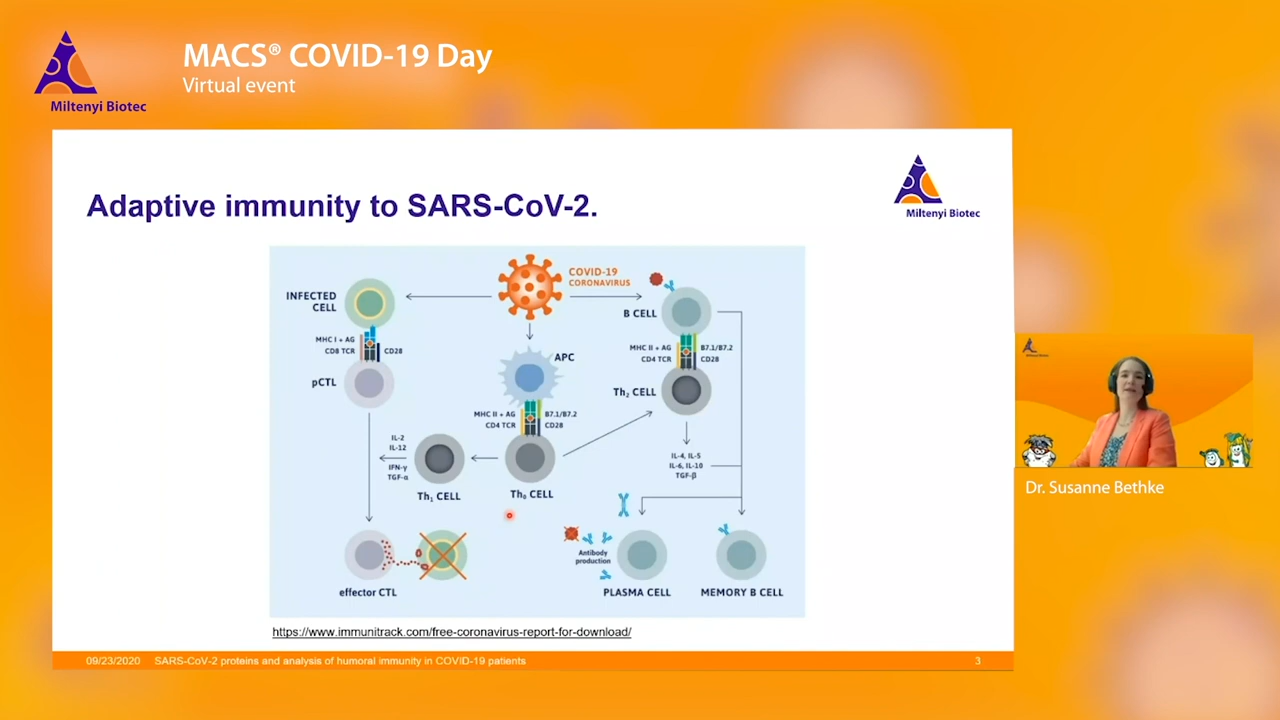 MACS® COVID-19 Day
Virtual event
Miltenyi Biotec
Adaptive immunity to SARS-CoV-2.
Miltenyi Biotec
COVID-19
CORONAVIRUS
INFECTED
CELL
B CELL
MHC I + AG
CD8 TCR
CD28
pCTL
APC
MHC II + AG
CD4 TCR
B7.1/B7.2
CD28
MHC II + AG
CD4 TCR
B7.1/B7.2
CD28
Th₂ CELL
IL-2
IL-12
IFN-γ
TGF-α
Th₁ CELL
Th₀ CELL
IL-4, IL-5
IL-6, IL-10
TGF-β
Antibody
production
effector CTL
PLASMA CELL
MEMORY B CELL
https://www.immunitrack.com/free-coronavirus-report-for-download/
09/23/2020 SARS-CoV-2 proteins and analysis of humoral immunity in COVID-19 patients 3
Dr. Susanne Bethke